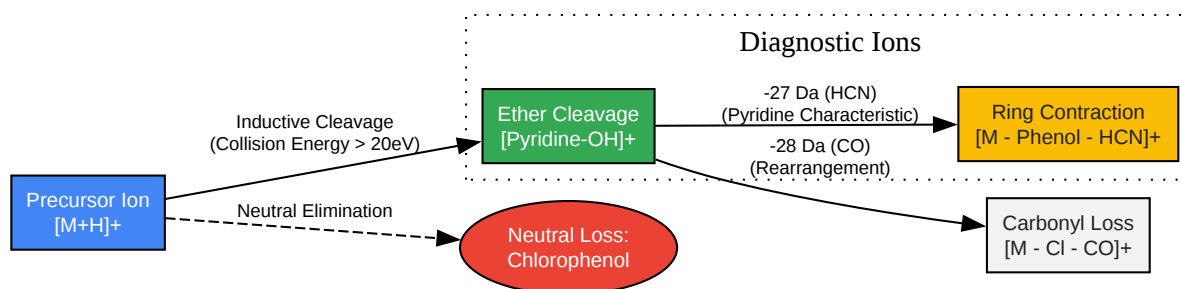 Diagnostic Ions
Precursor Ion
[M+H]+
Inductive Cleavage
(Collision Energy > 20eV)
Neutral Elimination
Ether Cleavage
[Pyridine-OH]+
Neutral Loss:
Chlorophenol
-27 Da (HCN)
(Pyridine Characteristic)
-28 Da (CO)
(Rearrangement)
Ring Contraction
[M - Phenol - HCN]+
Carbonyl Loss
[M - Cl - CO]+